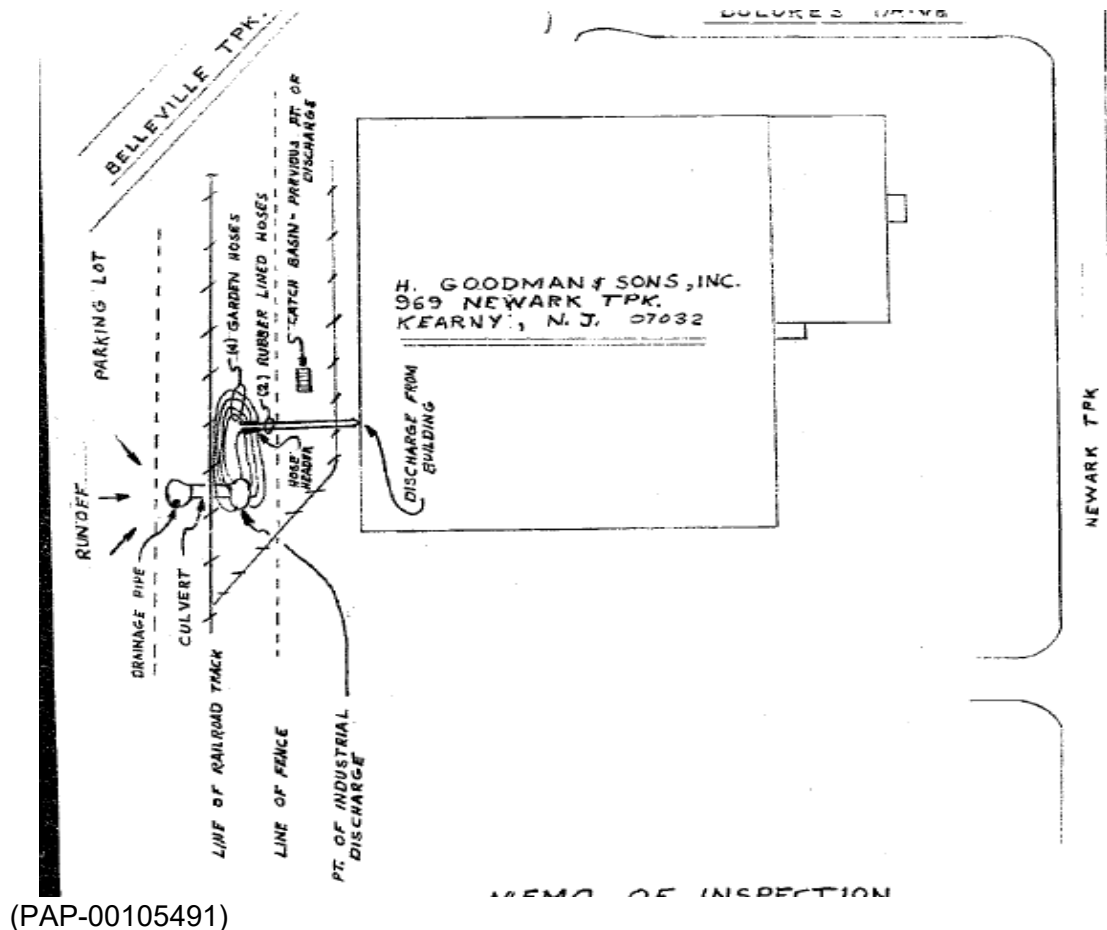 BELLEVILLE TPK.
DOLORES DRIVE
PARKING LOT
RUNOFF
DRAINAGE PIPE
CULVERT
(4) GARDEN HOSES
(2) RUBBER LINED HOSES
CATCH BASIN - PREVIOUS PT. OF
DISCHARGE
HOSE
HEADER
H. GOODMAN & SONS, INC.
969 NEWARK TPK.
KEARNY, N. J. 07032
DISCHARGE FROM
BUILDING
LINE OF RAILROAD TRACK
LINE OF FENCE
PT. OF INDUSTRIAL
DISCHARGE
NEWARK TPK
MEMO OF INSPECTION
(PAP-00105491)